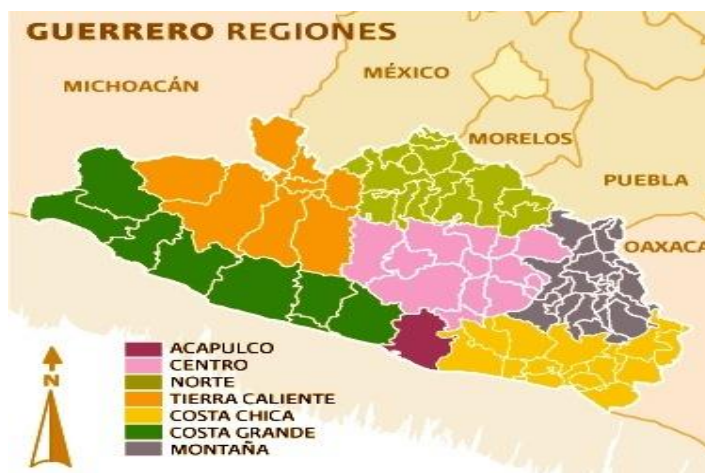 GUERRERO REGIONES
MÉXICO
MICHOACÁN
MORELOS
PUEBLA
OAXACA
N
ACAPULCO
CENTRO
NORTE
TIERRA CALIENTE
COSTA CHICA
COSTA GRANDE
MONTAÑA